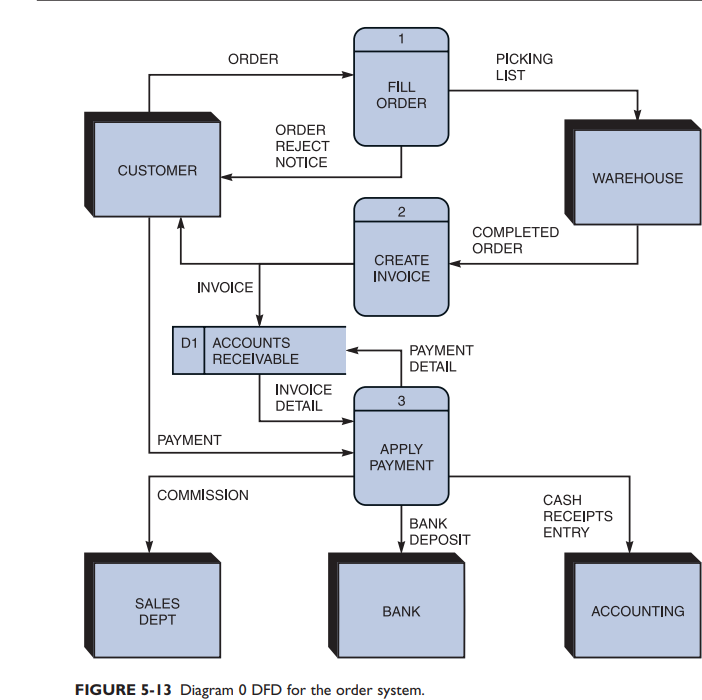 1
ORDER
PICKING
LIST
FILL
ORDER
ORDER
REJECT
NOTICE
CUSTOMER
WAREHOUSE
2
COMPLETED
ORDER
CREATE
INVOICE
INVOICE
D1
ACCOUNTS
RECEIVABLE
PAYMENT
DETAIL
INVOICE
DETAIL
3
PAYMENT
APPLY
PAYMENT
COMMISSION
CASH
RECEIPTS
ENTRY
BANK
DEPOSIT
SALES
DEPT
BANK
ACCOUNTING
FIGURE 5-13 Diagram 0 DFD for the order system.